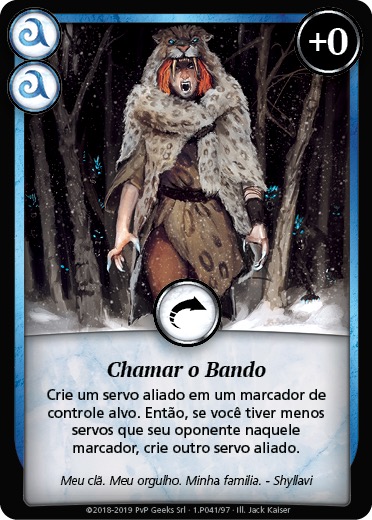 +0
Chamar o Bando
Crie um servo aliado em um marcador de
controle alvo. Então, se você tiver menos
servos que seu oponente naquele
marcador, crie outro servo aliado.
Meu clã. Meu orgulho. Minha familia. - Shyllavi
©2018-2019 PvP Geeks Srl · 1.P041/97 · Ill. Jack Kaiser